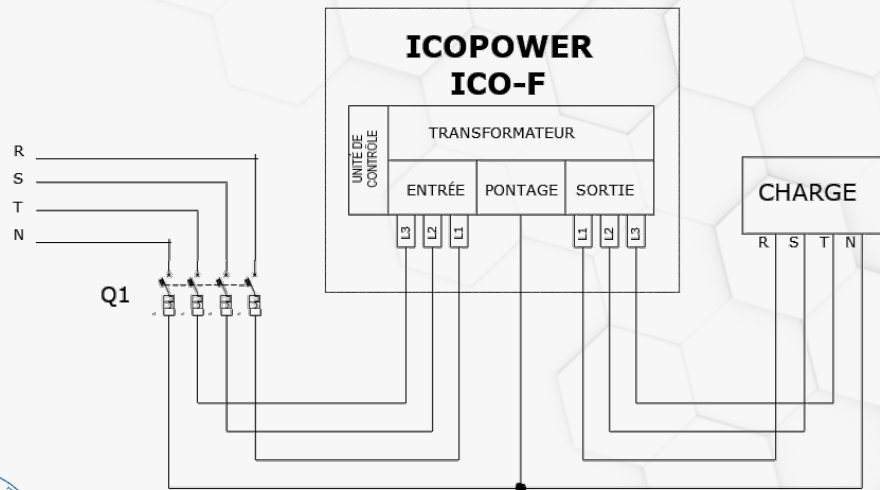 ICOPOWER
ICO-F
UNITÉ DE
CONTRÔLE
TRANSFORMATEUR
ENTRÉE
PONTAGE
SORTIE
L3
L2
L1
L1
L2
L3
R
S
T
N
Q1
CHARGE
R S T N